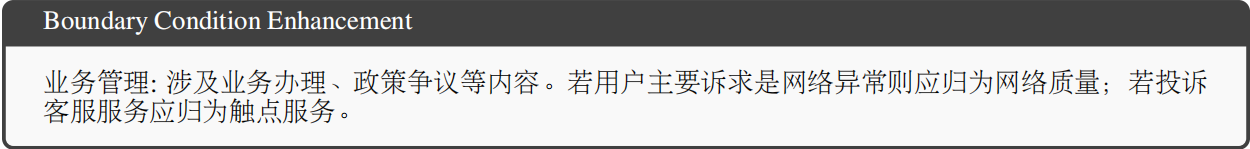 Boundary Condition Enhancement
业务管理: 涉及业务办理、政策争议等内容。若用户主要诉求是网络异常则应归为网络质量；若投诉
客服服务应归为触点服务。